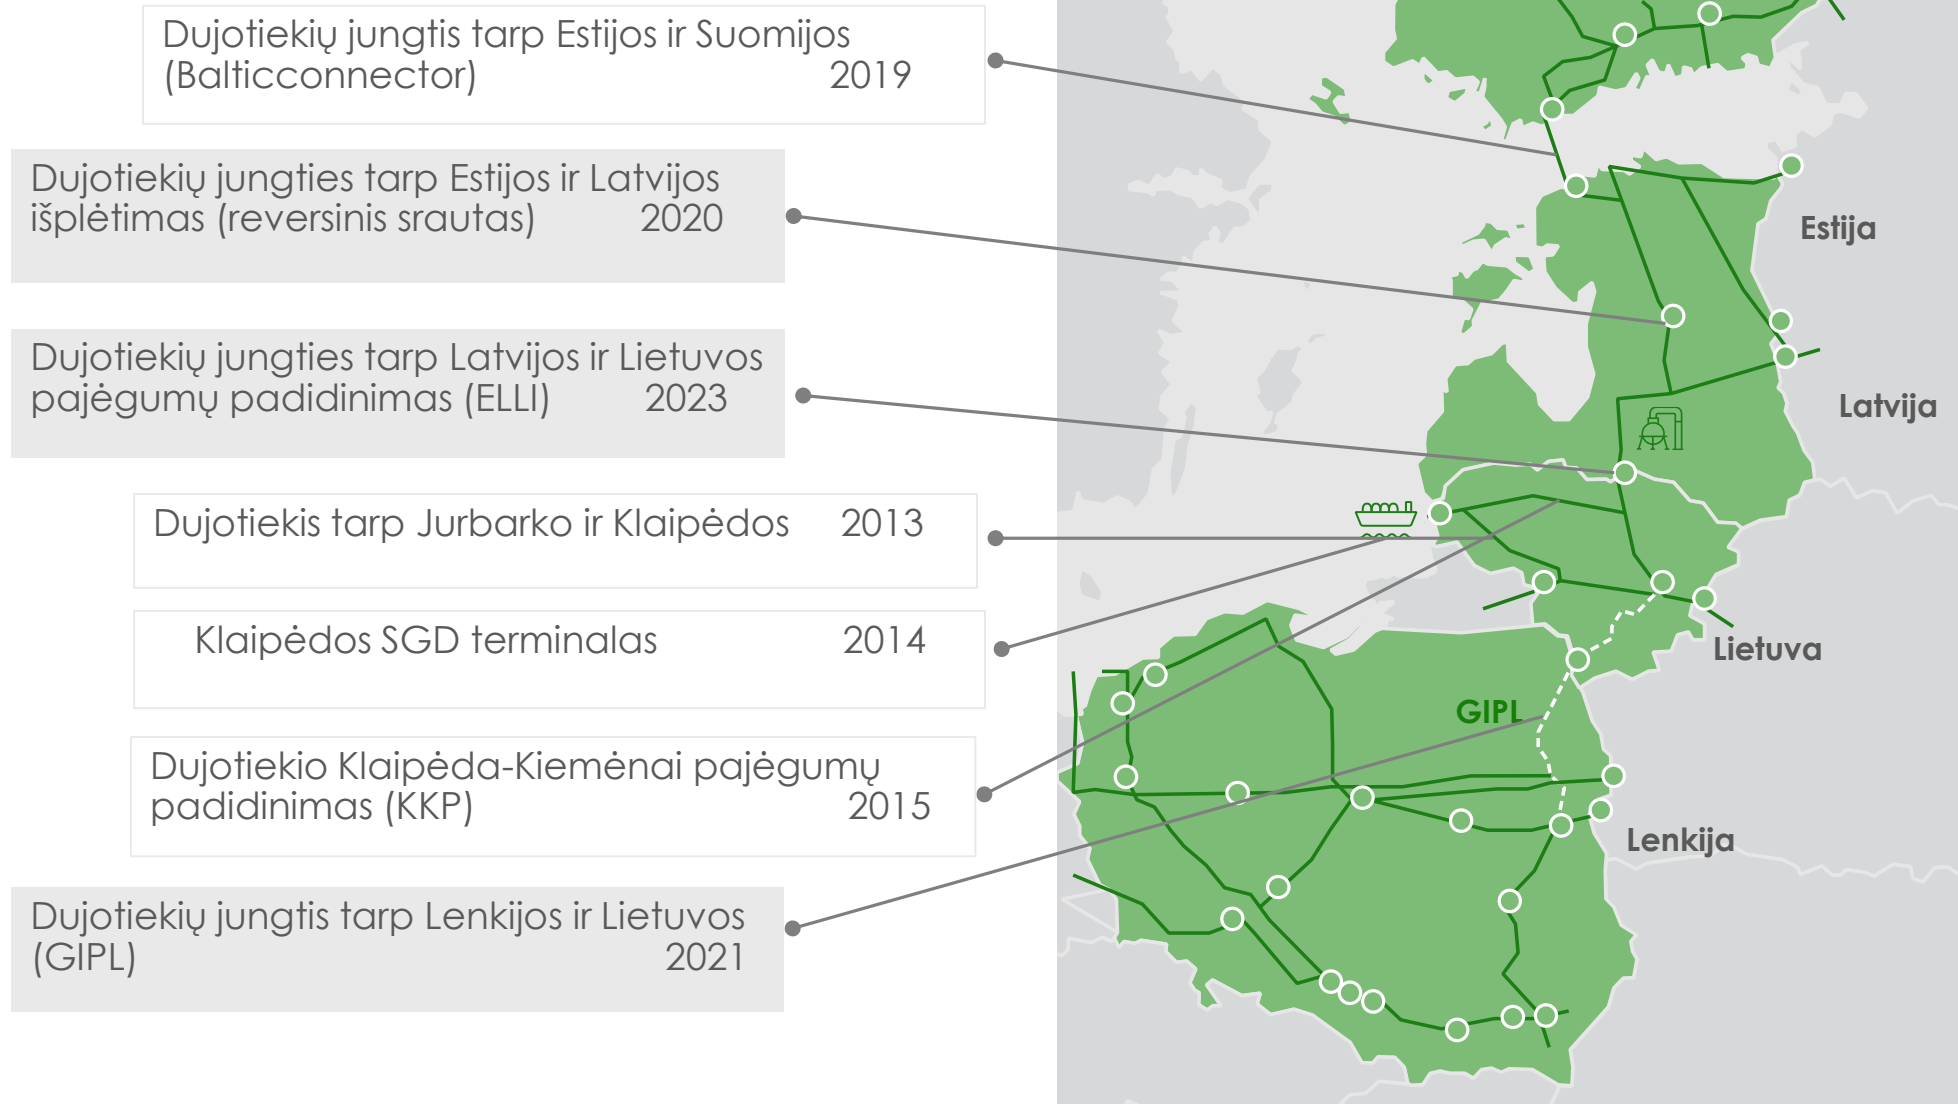 Dujotiekių jungtis tarp Estijos ir Suomijos
(Balticconnector) 2019
Dujotiekių jungties tarp Estijos ir Latvijos
išplėtimas (reversinis srautas) 2020
Dujotiekių jungties tarp Latvijos ir Lietuvos
pajėgumų padidinimas (ELLI) 2023
Dujotiekis tarp Jurbarko ir Klaipėdos 2013
Klaipėdos SGD terminalas 2014
Dujotiekio Klaipėda-Kiemėnai pajėgumų
padidinimas (KKP) 2015
Dujotiekių jungtis tarp Lenkijos ir Lietuvos
(GIPL) 2021
Estija
Latvija
Lietuva
GIPL
Lenkija